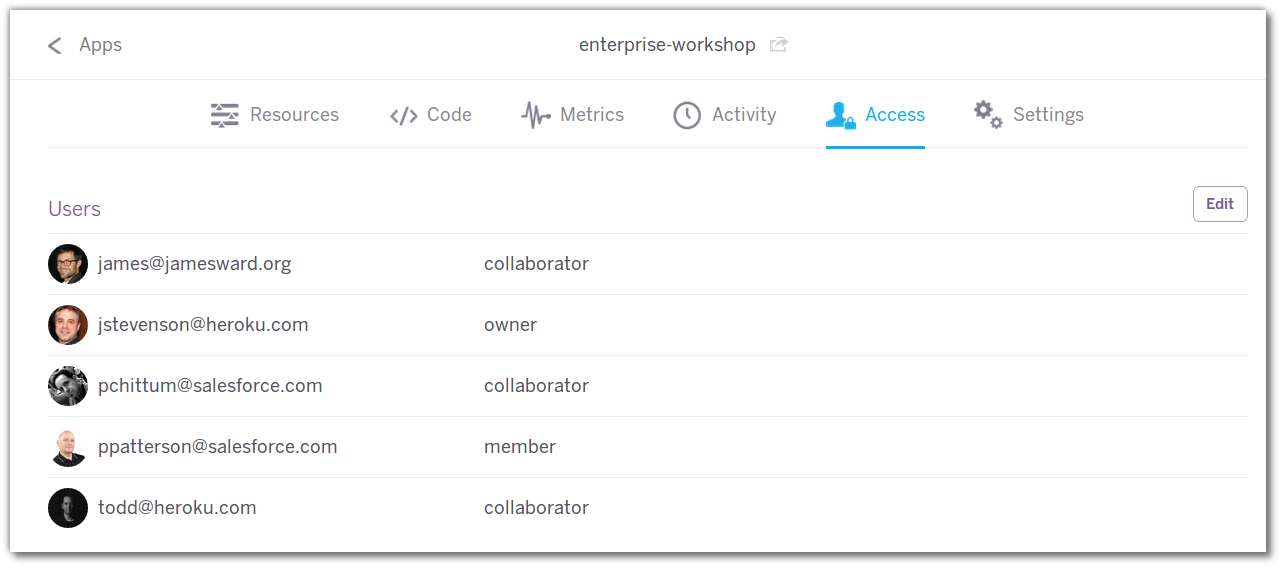 Apps
enterprise-workshop
Resources
Code
Metrics
Activity
Access
Settings
Users
Edit
james@jamesward.org collaborator
jstevenson@heroku.com owner
pchittum@salesforce.com collaborator
ppatterson@salesforce.com member
todd@heroku.com collaborator